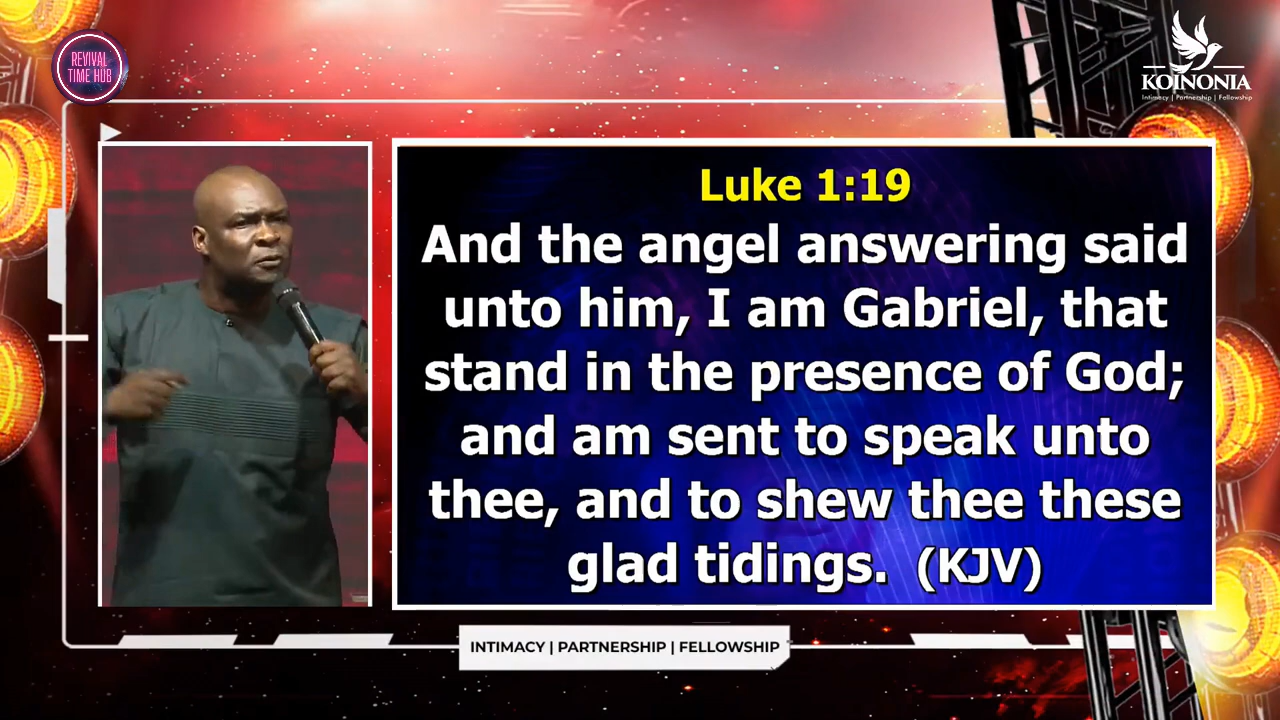 REVIVAL
TIME HUB
KOINONIA
Intimacy | Partnership | Fellowship
Luke 1:19
And the angel answering said
unto him, I am Gabriel, that
stand in the presence of God;
and am sent to speak unto
thee, and to shew thee these
glad tidings. (KJV)
INTIMACY | PARTNERSHIP | FELLOWSHIP